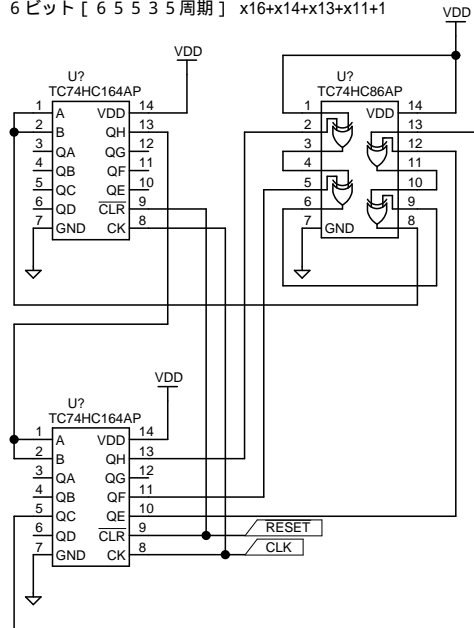 6ビット[65535周期] x16+x14+x13+x11+1
VDD
VDD
U?
TC74HC164AP
1 A VDD 14
2 B QH 13
3 QA QG 12
4 QB QF 11
5 QC QE 10
6 QD CLR 9
7 GND CK 8
U?
TC74HC86AP
1 VDD 14
2 13
3 12
4 11
5 10
6 9
7 GND 8
VDD
U?
TC74HC164AP
1 A VDD 14
2 B QH 13
3 QA QG 12
4 QB QF 11
5 QC QE 10
6 QD CLR 9
7 GND CK 8
RESET
CLK